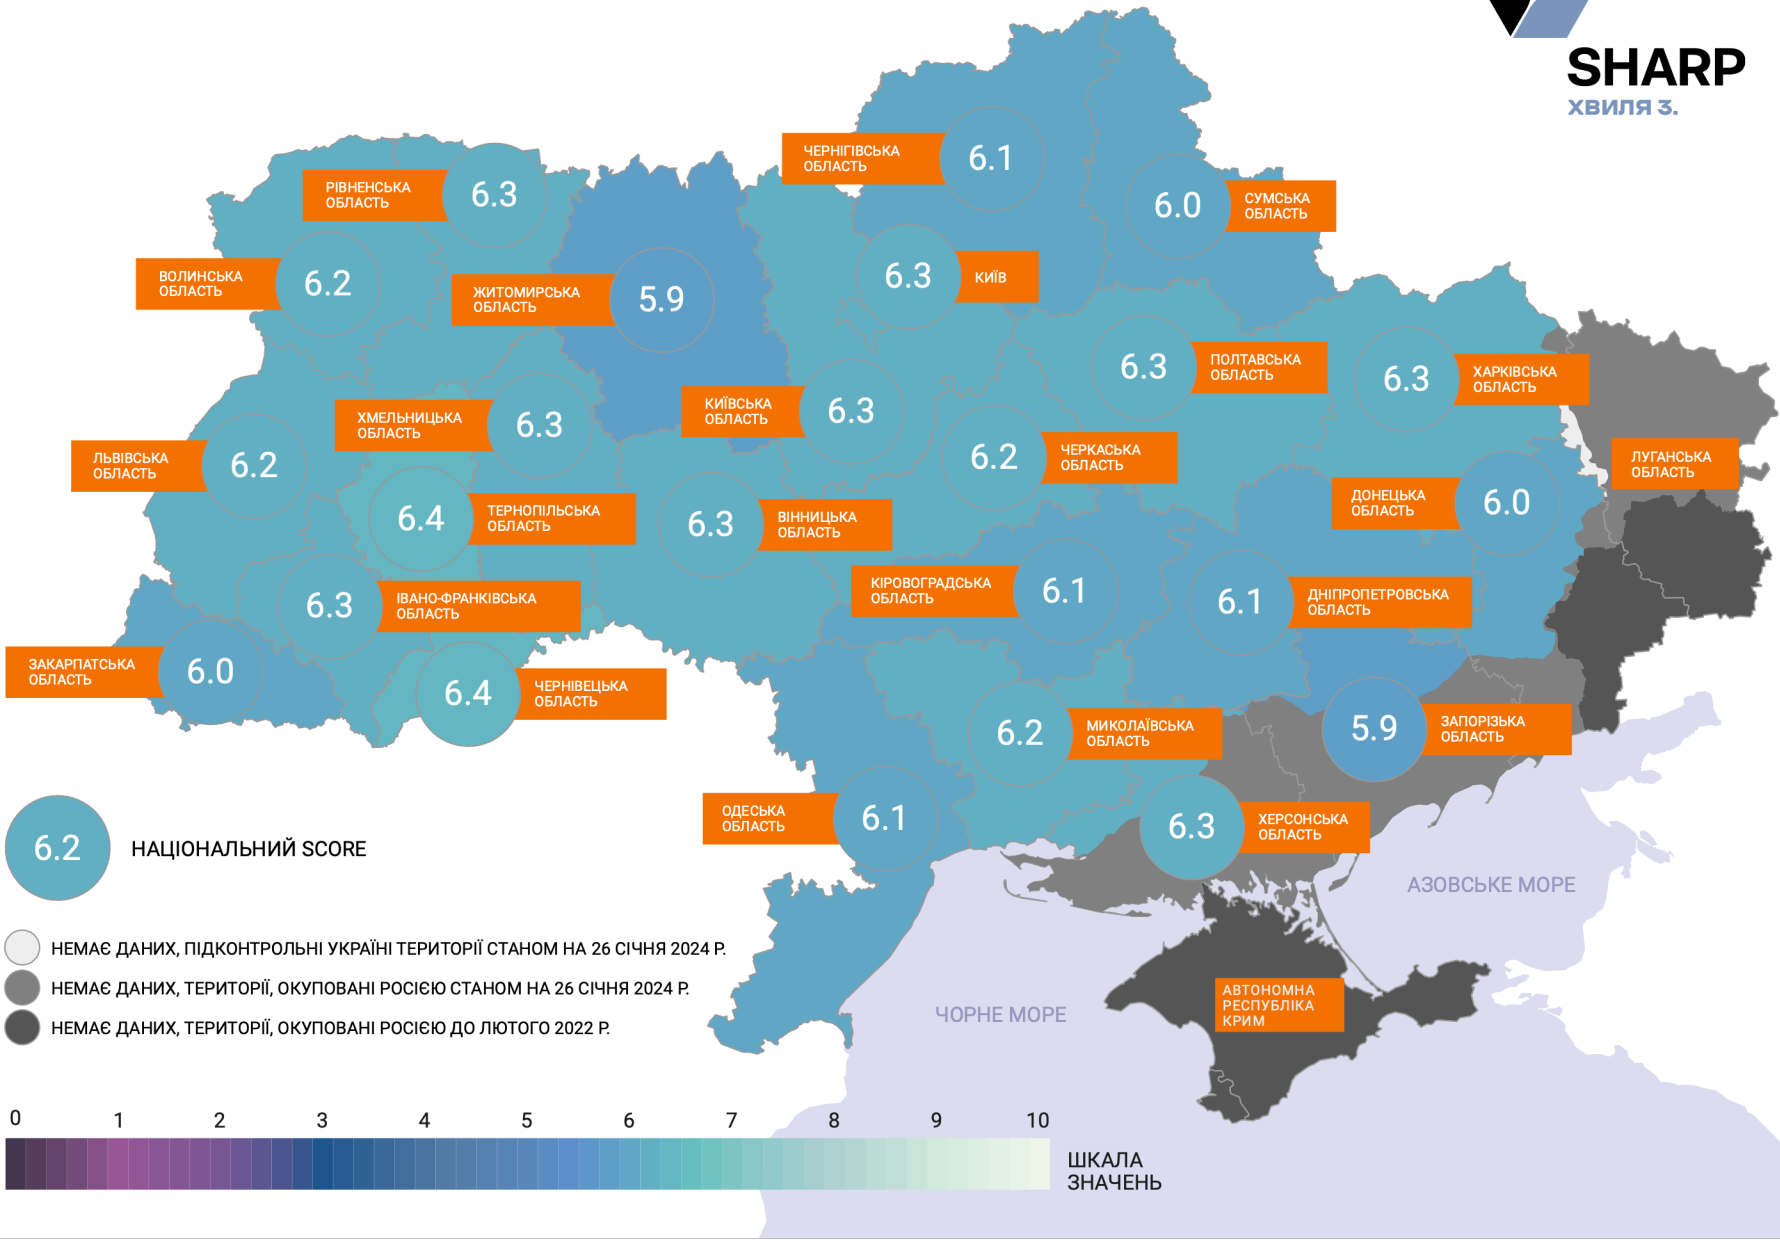 SHARP
ХВИЛЯ 3.
ЧЕРНІГІВСЬКА
ОБЛАСТЬ
6.1
РІВНЕНСЬКА
ОБЛАСТЬ
6.3
6.0
СУМСЬКА
ОБЛАСТЬ
ВОЛИНСЬКА
ОБЛАСТЬ
6.2
ЖИТОМИРСЬКА
ОБЛАСТЬ
5.9
6.3
КИЇВ
6.3
ПОЛТАВСЬКА
ОБЛАСТЬ
6.3
ХАРКІВСЬКА
ОБЛАСТЬ
ХМЕЛЬНИЦЬКА
ОБЛАСТЬ
6.3
КИЇВСЬКА
ОБЛАСТЬ
6.3
ЛЬВІВСЬКА
ОБЛАСТЬ
6.2
6.2
ЧЕРКАСЬКА
ОБЛАСТЬ
ЛУГАНСЬКА
ОБЛАСТЬ
6.4
ТЕРНОПІЛЬСЬКА
ОБЛАСТЬ
6.3
ВІННИЦЬКА
ОБЛАСТЬ
ДОНЕЦЬКА
ОБЛАСТЬ
6.0
6.3
ІВАНО-ФРАНКІВСЬКА
ОБЛАСТЬ
КІРОВОГРАДСЬКА
ОБЛАСТЬ
6.1
6.1
ДНІПРОПЕТРОВСЬКА
ОБЛАСТЬ
ЗАКАРПАТСЬКА
ОБЛАСТЬ
6.0
6.4
ЧЕРНІВЕЦЬКА
ОБЛАСТЬ
6.2
МИКОЛАЇВСЬКА
ОБЛАСТЬ
5.9
ЗАПОРІЗЬКА
ОБЛАСТЬ
ОДЕСЬКА
ОБЛАСТЬ
6.1
6.3
ХЕРСОНСЬКА
ОБЛАСТЬ
6.2
НАЦІОНАЛЬНИЙ SCORE
АЗОВСЬКЕ МОРЕ
НЕМАЄ ДАНИХ, ПІДКОНТРОЛЬНІ УКРАЇНІ ТЕРИТОРІЇ СТАНОМ НА 26 СІЧНЯ 2024 Р.
НЕМАЄ ДАНИХ, ТЕРИТОРІЇ, ОКУПОВАНІ РОСІЄЮ СТАНОМ НА 26 СІЧНЯ 2024 Р.
НЕМАЄ ДАНИХ, ТЕРИТОРІЇ, ОКУПОВАНІ РОСІЄЮ ДО ЛЮТОГО 2022 Р.
ЧОРНЕ МОРЕ
АВТОНОМНА
РЕСПУБЛІКА
КРИМ
0 1 2 3 4 5 6 7 8 9 10
ШКАЛА
ЗНАЧЕНЬ